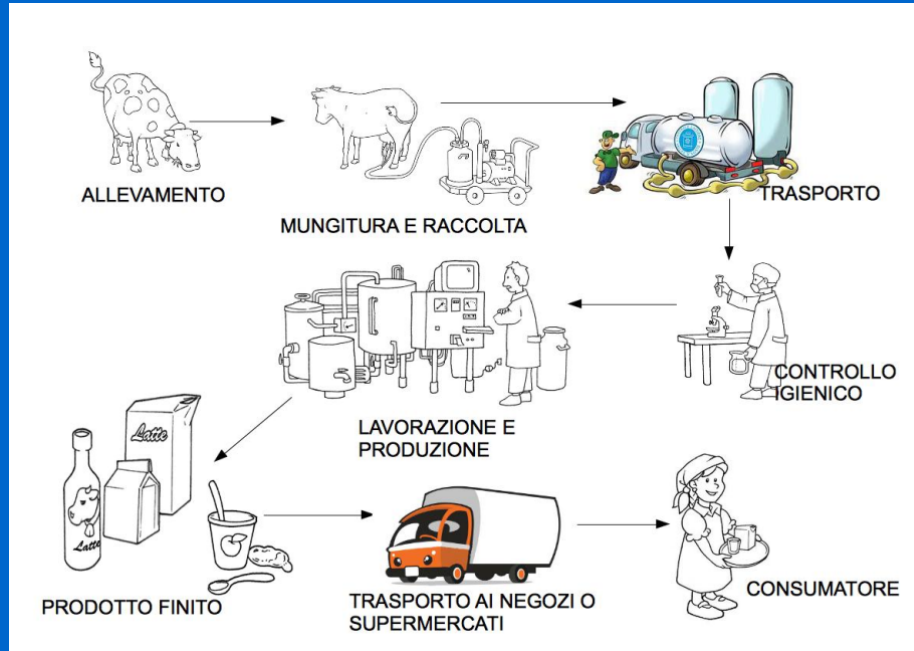 ALLEVAMENTO
MUNGITURA E RACCOLTA
TRASPORTO
CONTROLLO
IGIENICO
LAVORAZIONE E
PRODUZIONE
Latte
Latte
PRODOTTO FINITO
TRASPORTO AI NEGOZI O
SUPERMERCATI
CONSUMATORE